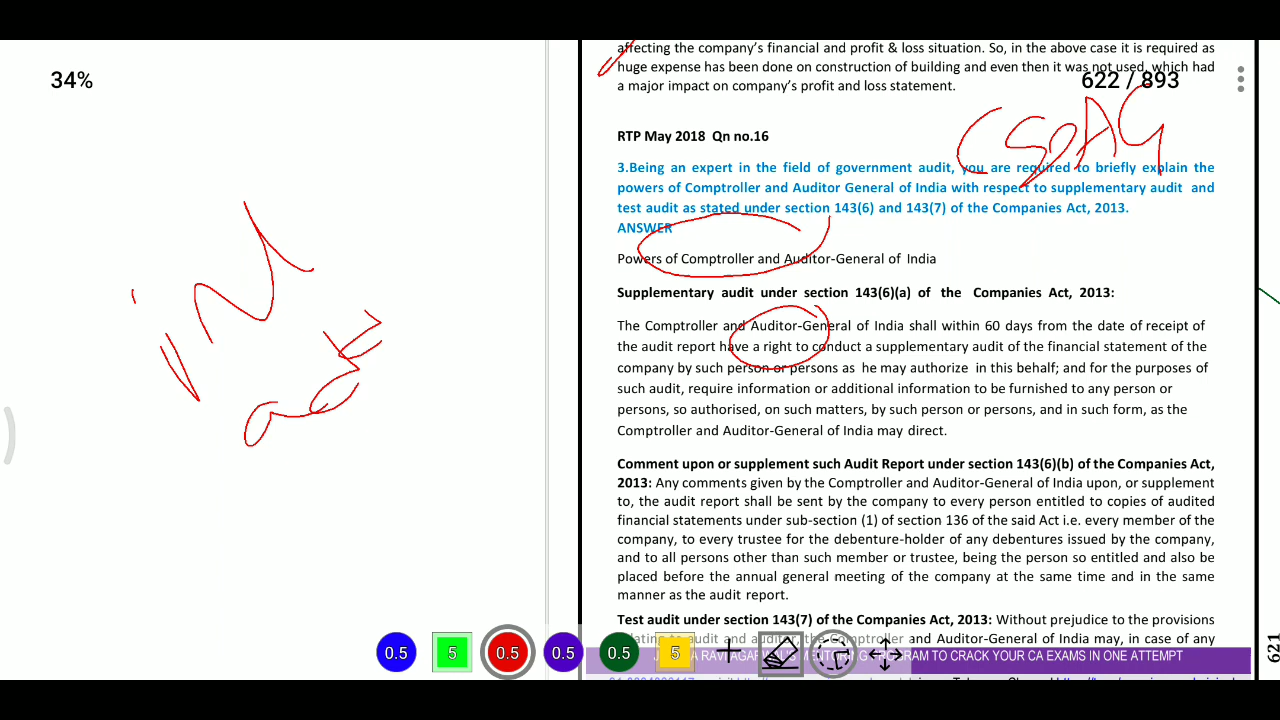 34%
622 / 893
affecting the company's financial and profit & loss situation. So, in the above case it is required as
huge expense has been done on construction of building and even then it was not used, which had
a major impact on company's profit and loss statement.
RTP May 2018 Qn no.16
3.Being an expert in the field of government audit, you are required to briefly explain the
powers of Comptroller and Auditor General of India with respect to supplementary audit and
test audit as stated under section 143(6) and 143(7) of the Companies Act, 2013.
ANSWER
Powers of Comptroller and Auditor-General of India
Supplementary audit under section 143(6)(a) of the Companies Act, 2013:
The Comptroller and Auditor-General of India shall within 60 days from the date of receipt of
the audit report have a right to conduct a supplementary audit of the financial statement of the
company by such person or persons as he may authorize in this behalf; and for the purposes of
such audit, require information or additional information to be furnished to any person or
persons, so authorised, on such matters, by such person or persons, and in such form, as the
Comptroller and Auditor-General of India may direct.
Comment upon or supplement such Audit Report under section 143(6)(b) of the Companies Act,
2013: Any comments given by the Comptroller and Auditor-General of India upon, or supplement
to, the audit report shall be sent by the company to every person entitled to copies of audited
financial statements under sub-section (1) of section 136 of the said Act i.e. every member of the
company, to every trustee for the debenture-holder of any debentures issued by the company,
and to all persons other than such member or trustee, being the person so entitled and also be
placed before the annual general meeting of the company at the same time and in the same
manner as the audit report.
Test audit under section 143(7) of the Companies Act, 2013: Without prejudice to the provisions
relating to audit and auditor, the Comptroller and Auditor-General of India may, in case of any
PROGRAM TO CRACK YOUR CA EXAMS IN ONE ATTEMPT
0.5 5 0.5 0.5 0.5 5
621